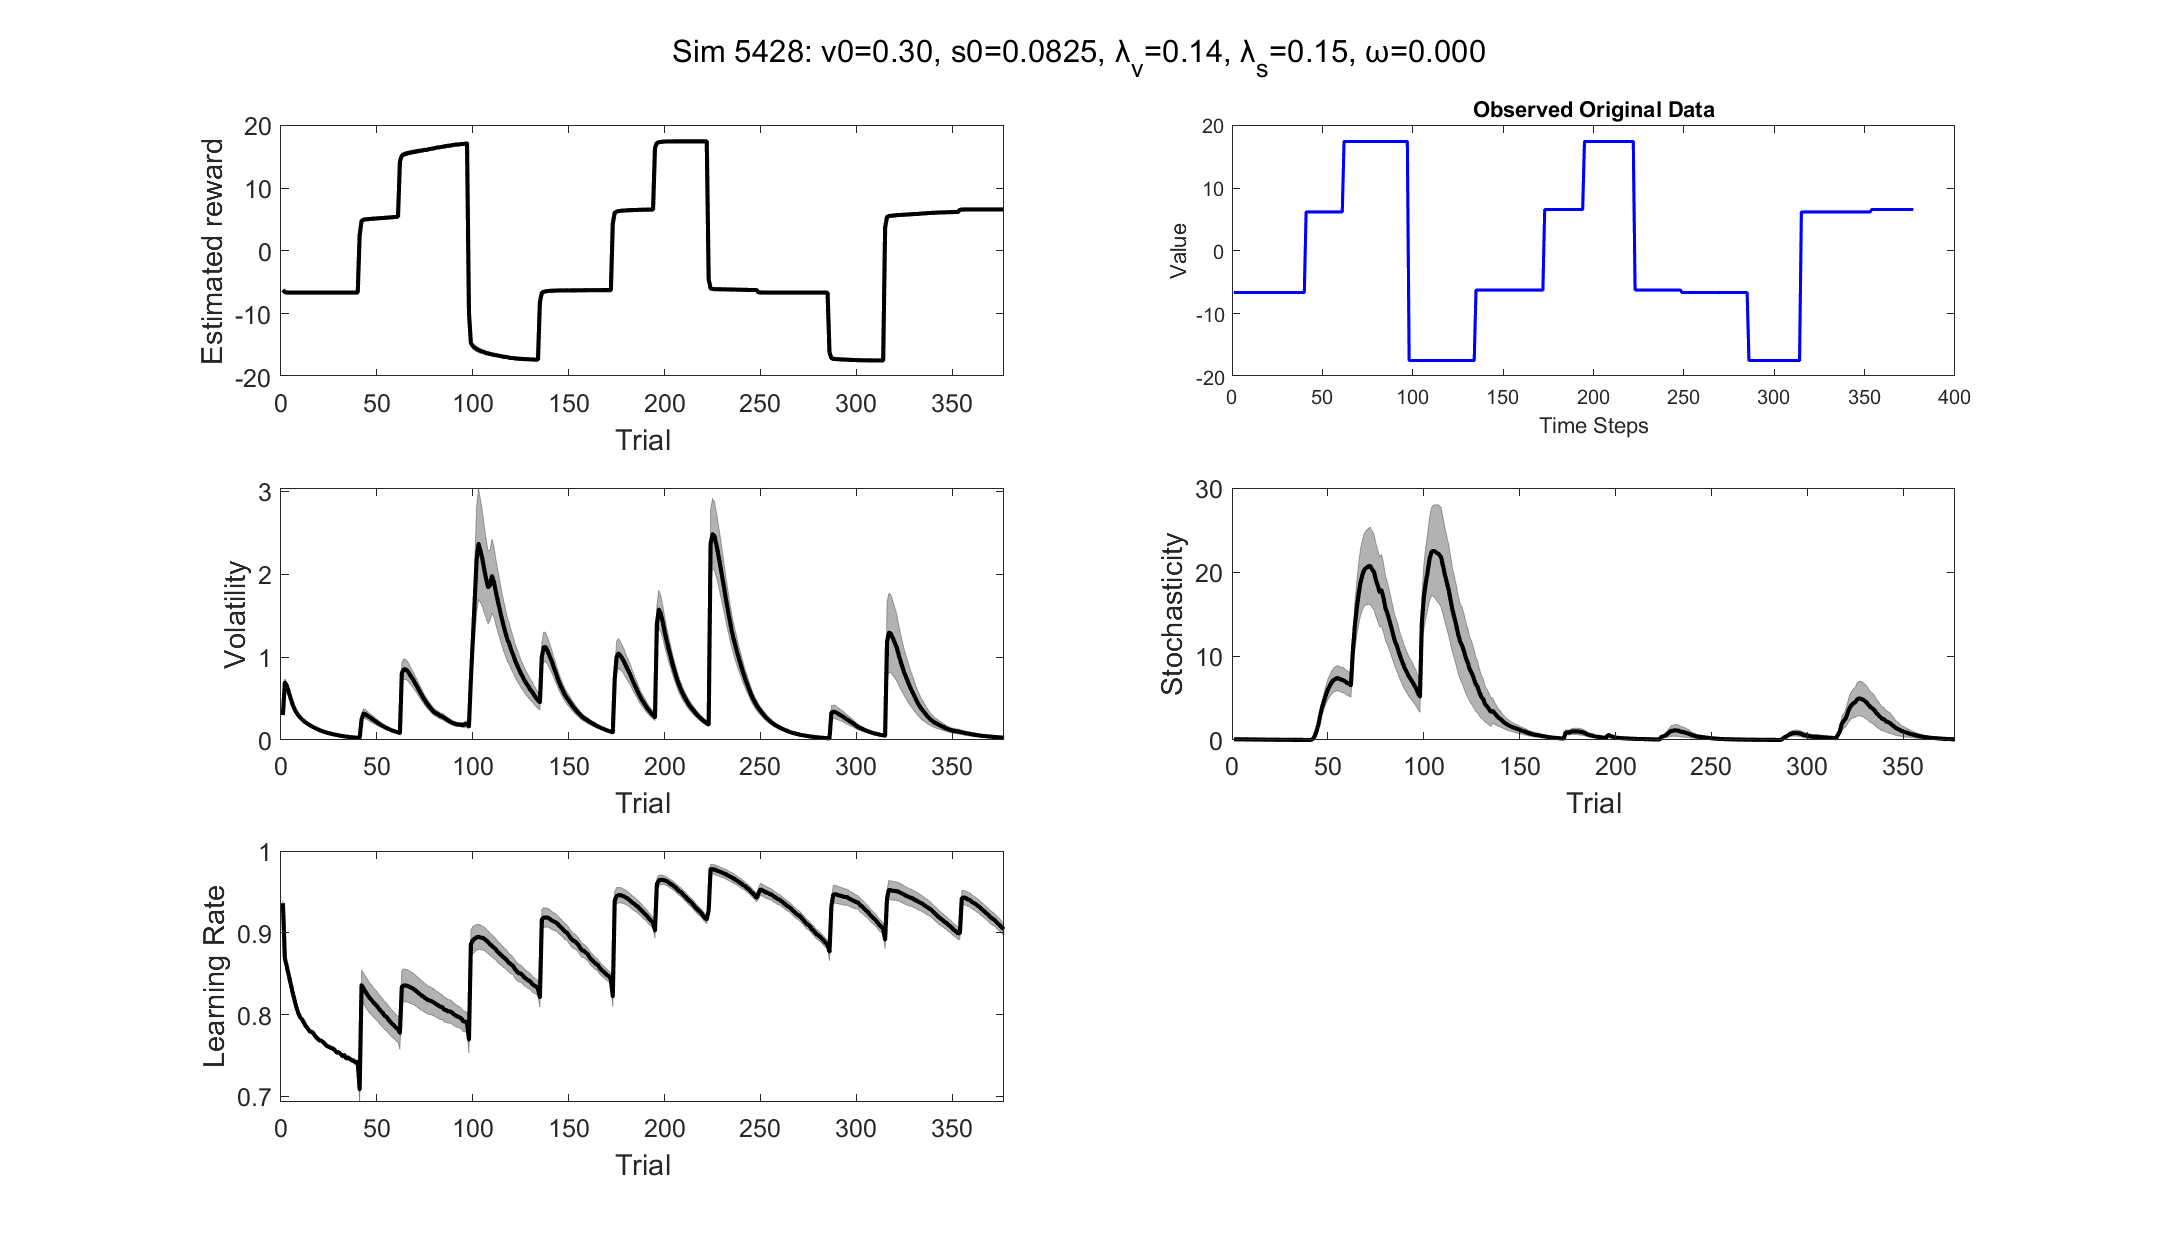 Sim 5428: v0=0.30, s0=0.0825, λ_v=0.14, λ_s=0.15, ω=0.000
Estimated reward
20
10
0
-10
-20
0 50 100 150 200 250 300 350
Trial
Observed Original Data
Value
20
10
0
-10
-20
0 50 100 150 200 250 300 350 400
Time Steps
Volatility
3
2
1
0
0 50 100 150 200 250 300 350
Trial
Stochasticity
30
20
10
0
0 50 100 150 200 250 300 350
Trial
Learning Rate
1
0.9
0.8
0.7
0 50 100 150 200 250 300 350
Trial